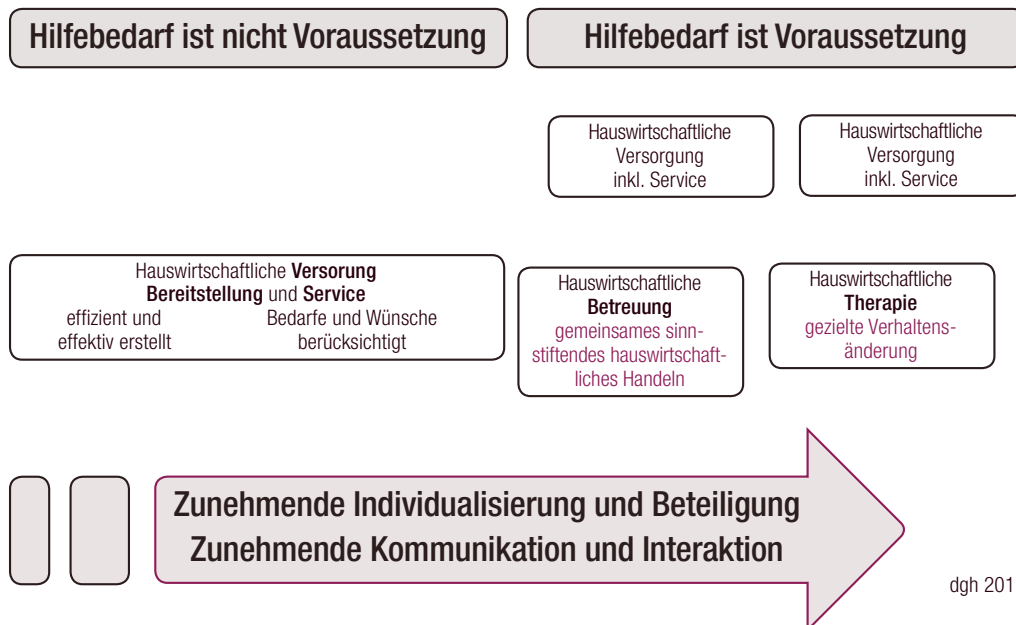 Hilfebedarf ist nicht Voraussetzung
Hilfebedarf ist Voraussetzung
Hauswirtschaftliche
Versorgung
inkl. Service
Hauswirtschaftliche
Versorgung
inkl. Service
Hauswirtschaftliche Versorung
Bereitstellung und Service
effizient und
effektiv erstellt
Bedarfe und Wünsche
berücksichtigt
Hauswirtschaftliche
Betreuung
gemeinsames sinn-
stiftendes hauswirtschaft-
liches Handeln
Hauswirtschaftliche
Therapie
gezielte Verhaltens-
änderung
Zunehmende Individualisierung und Beteiligung
Zunehmende Kommunikation und Interaktion
dgh 201